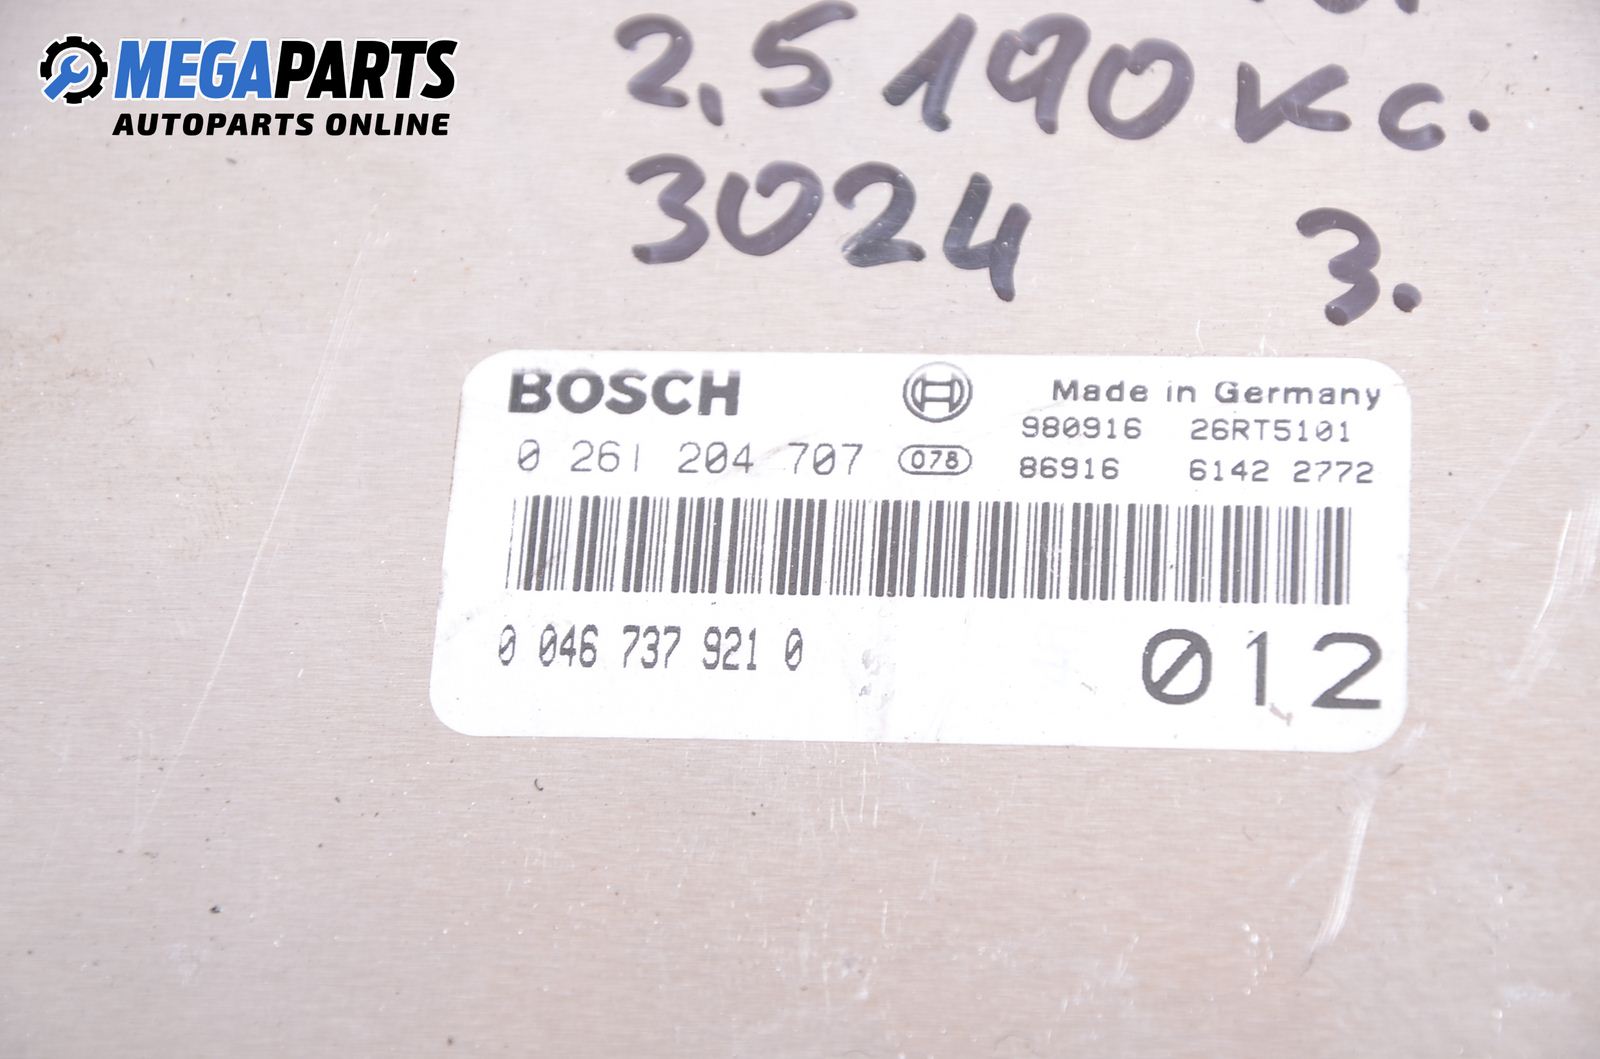 MEGAPARTS
AUTOPARTS ONLINE
2,5 190 к с.
3024 3.
BOSCH Made in Germany
980916 26RT5101
0 261 204 707 078 86916 6142 2772
0 046 737 921 0 012